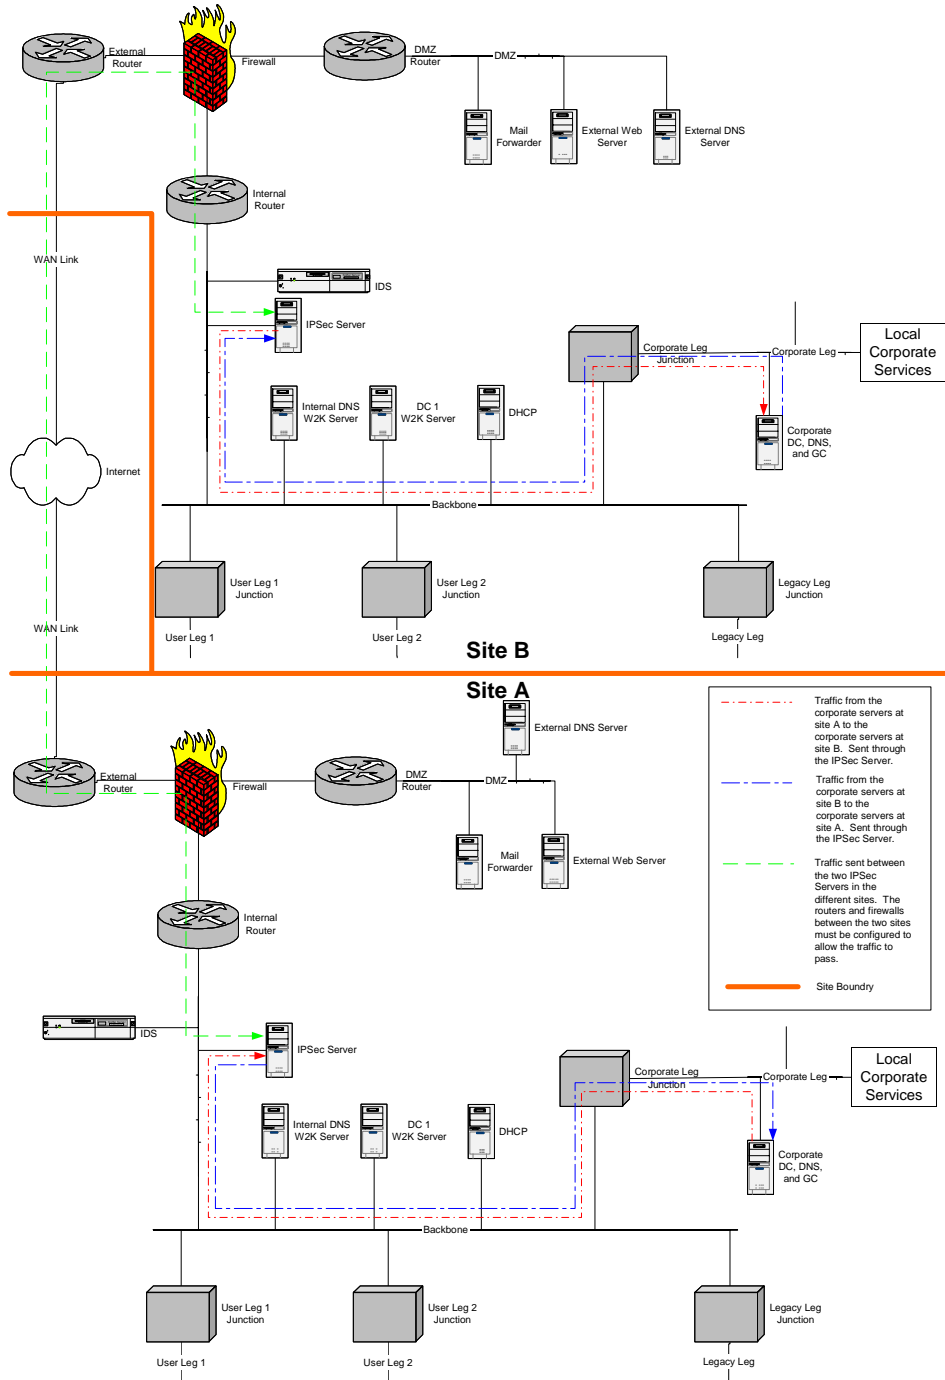 External
Router
Firewall
DMZ
Router
DMZ
Mail
Forwarder
External Web
Server
External DNS
Server
Internal
Router
WAN Link
IDS
IPSec Server
Corporate Leg
Junction
Corporate Leg
Local
Corporate
Services
Internal DNS
W2K Server
DC 1
W2K Server
DHCP
Corporate
DC, DNS,
and GC
Internet
Backbone
User Leg 1
Junction
User Leg 2
Junction
Legacy Leg
Junction
WAN Link
User Leg 1
User Leg 2
Legacy Leg
Site B
Site A
External DNS Server
External
Router
Firewall
DMZ
Router
DMZ
Mail
Forwarder
External Web Server
Traffic from the
corporate servers at
site A to the
corporate servers at
site B. Sent through
the IPSec Server.
Traffic from the
corporate servers at
site B to the
corporate servers at
site A. Sent through
the IPSec Server.
Traffic sent between
the two IPSec
Servers in the
different sites. The
routers and firewalls
between the two sites
must be configured to
allow the traffic to
pass.
Site Boundry
Internal
Router
IDS
IPSec Server
Corporate Leg
Junction
Corporate Leg
Local
Corporate
Services
Internal DNS
W2K Server
DC 1
W2K Server
DHCP
Corporate
DC, DNS,
and GC
Backbone
User Leg 1
Junction
User Leg 2
Junction
Legacy Leg
Junction
User Leg 1
User Leg 2
Legacy Leg